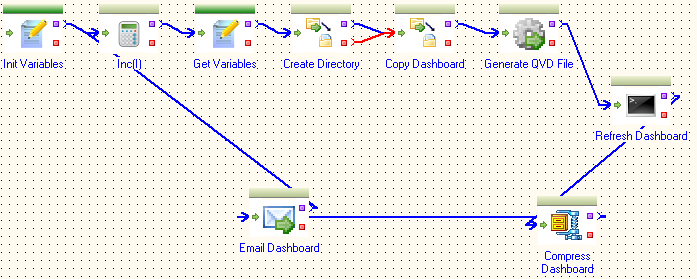 Init Variables
Inc(I)
Get Variables
Create Directory
Copy Dashboard
Generate QVD File
Refresh Dashboard
Email Dashboard
Compress
Dashboard